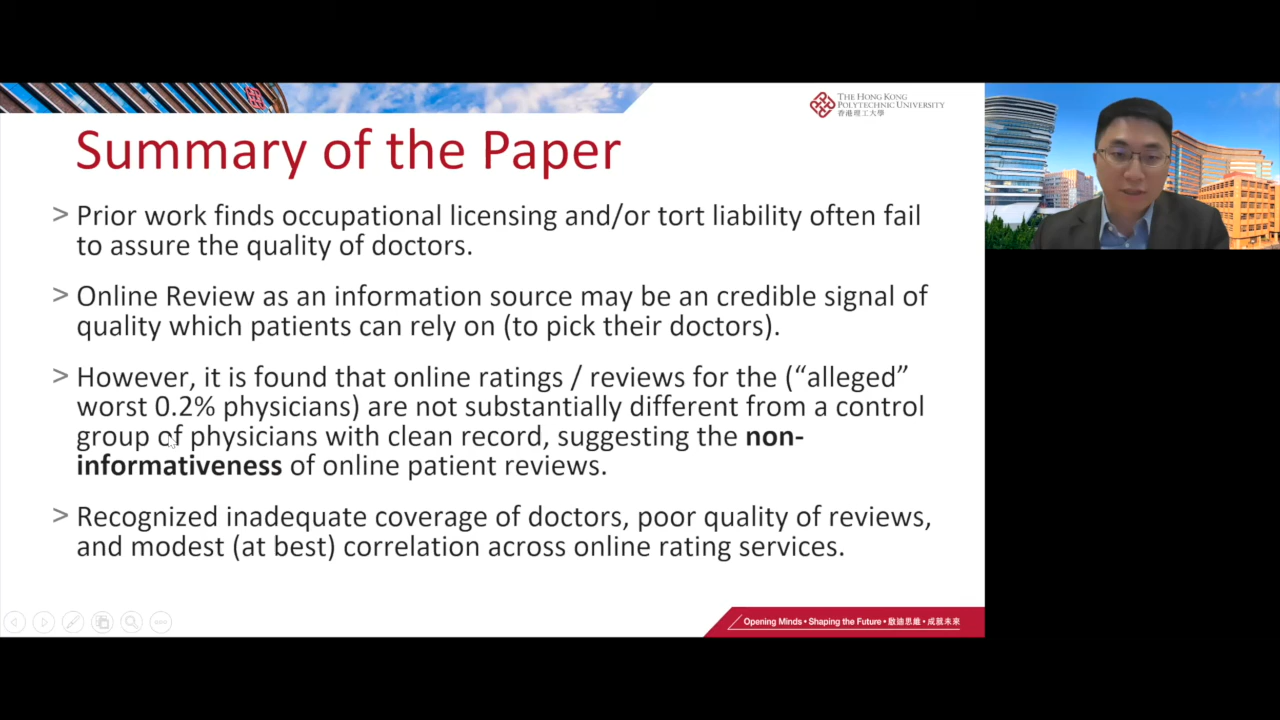 THE HONG KONG
POLYTECHNIC UNIVERSITY
香港理工大學
Summary of the Paper
> Prior work finds occupational licensing and/or tort liability often fail
to assure the quality of doctors.
> Online Review as an information source may be an credible signal of
quality which patients can rely on (to pick their doctors).
> However, it is found that online ratings / reviews for the (“alleged”
worst 0.2% physicians) are not substantially different from a control
group of physicians with clean record, suggesting the non-
informativeness of online patient reviews.
> Recognized inadequate coverage of doctors, poor quality of reviews,
and modest (at best) correlation across online rating services.
Opening Minds • Shaping the Future • 啟迪思維 • 成就未來